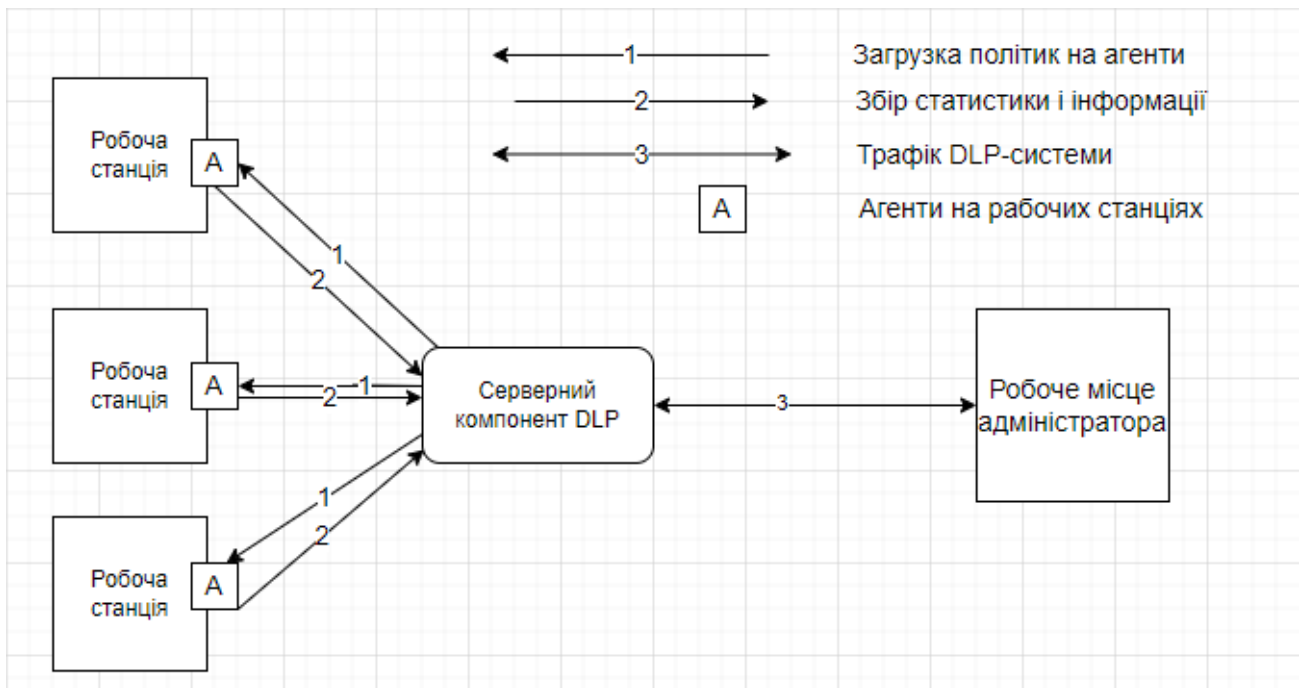 1
Загрузка політик на агенти
2
Збір статистики і інформації
3
Трафік DLP-системи
A
Агенти на рабочих станціях
Робоча
станція
A
1
2
Робоча
станція
A
1
2
Серверний
компонент DLP
3
Робоче місце
адміністратора
1
2
Робоча
станція
A